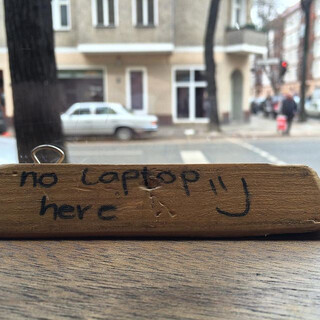 no laptop =)
here